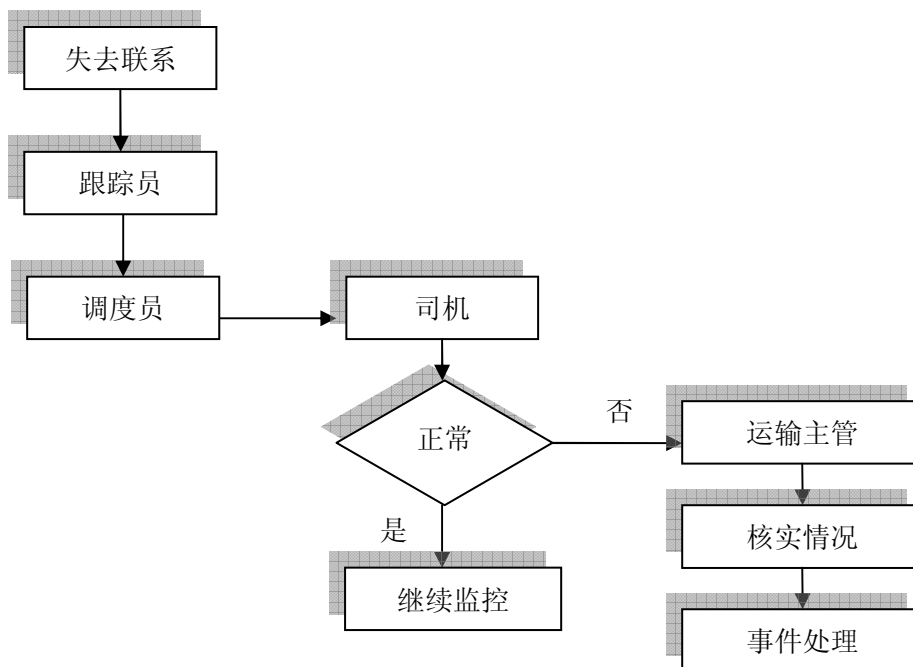 失去联系
跟踪员
调度员
司机
正常
否
运输主管
是
核实情况
继续监控
事件处理